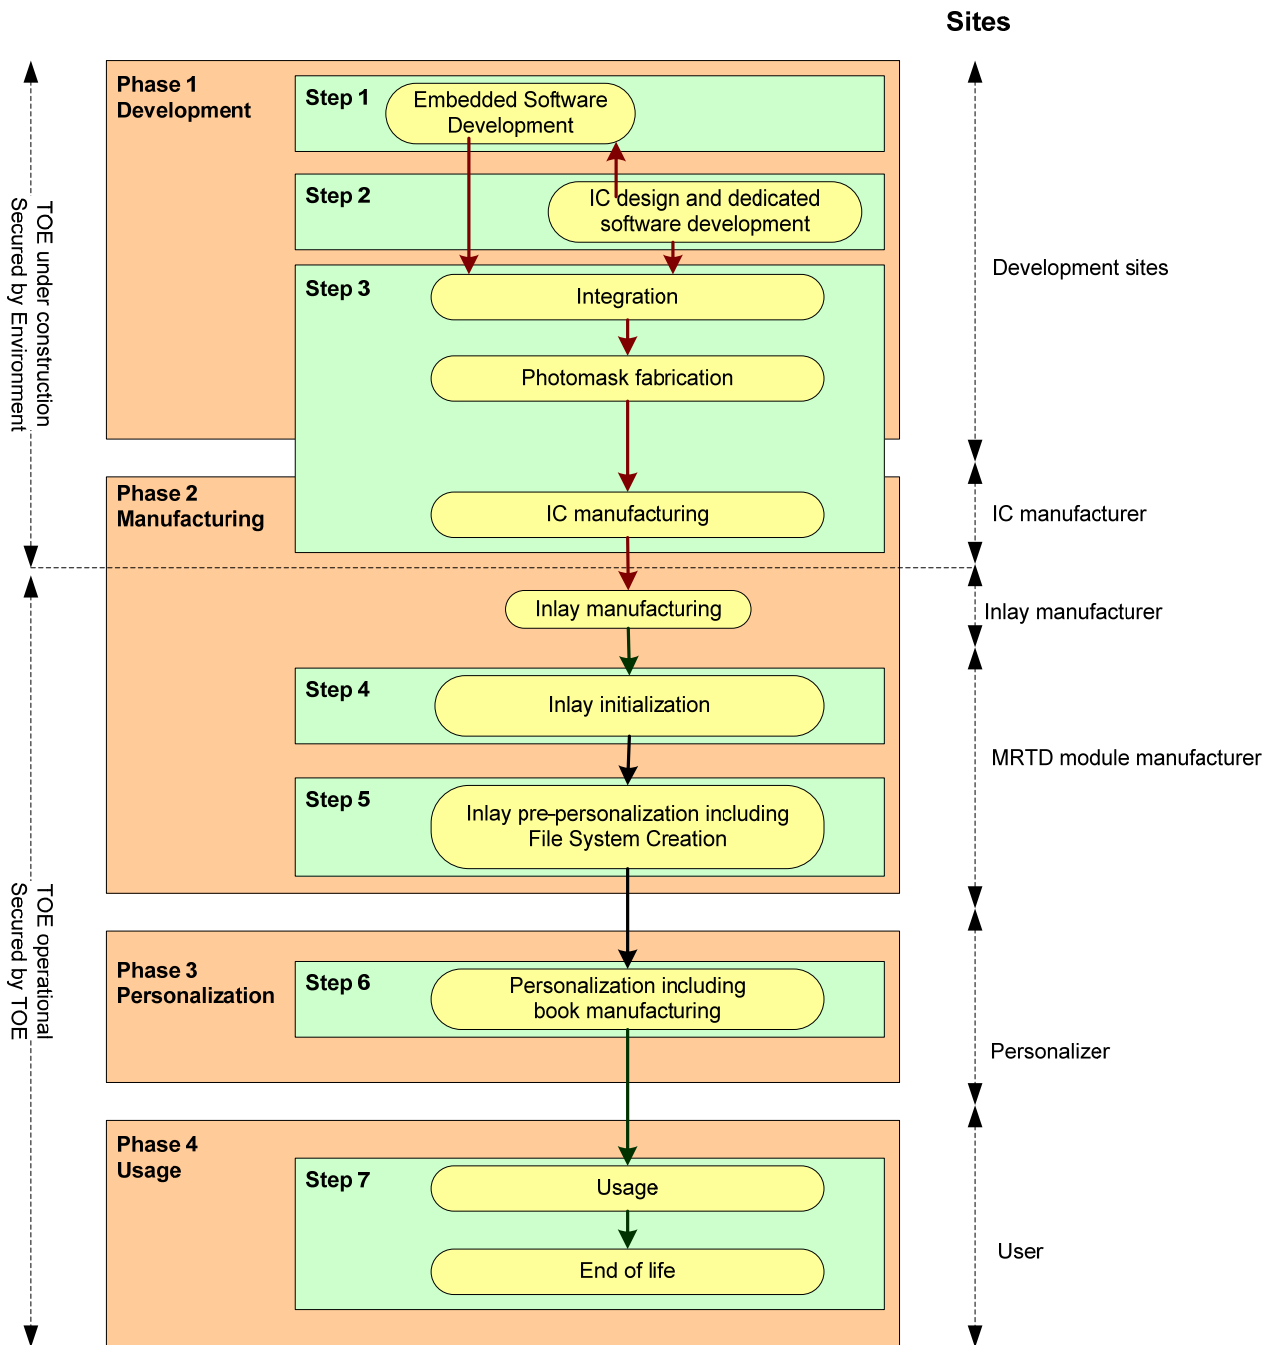 Sites
Phase 1
Development
Step 1
Embedded Software
Development
Step 2
IC design and dedicated
software development
Step 3
Integration
Photomask fabrication
Development sites
TOE under construction
Secured by Environment
Phase 2
Manufacturing
IC manufacturing
IC manufacturer
Inlay manufacturing
Inlay manufacturer
Step 4
Inlay initialization
MRTD module manufacturer
Step 5
Inlay pre-personalization including
File System Creation
TOE operational
Secured by TOE
Phase 3
Personalization
Step 6
Personalization including
book manufacturing
Personalizer
Phase 4
Usage
Step 7
Usage
End of life
User